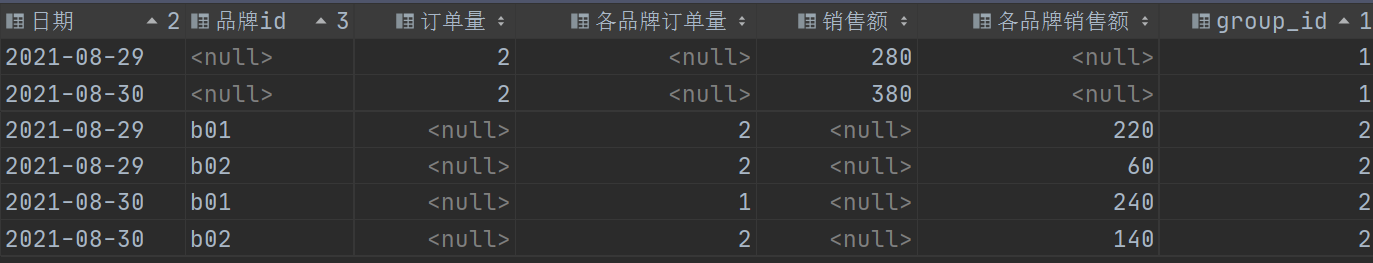 日期 2 品牌id 3 订单量 各品牌订单量 销售额 各品牌销售额 group_id 1
2021-08-29 <null> 2 <null> 280 <null> 1
2021-08-30 <null> 2 <null> 380 <null> 1
2021-08-29 b01 <null> 2 <null> 220 2
2021-08-29 b02 <null> 2 <null> 60 2
2021-08-30 b01 <null> 1 <null> 240 2
2021-08-30 b02 <null> 2 <null> 140 2